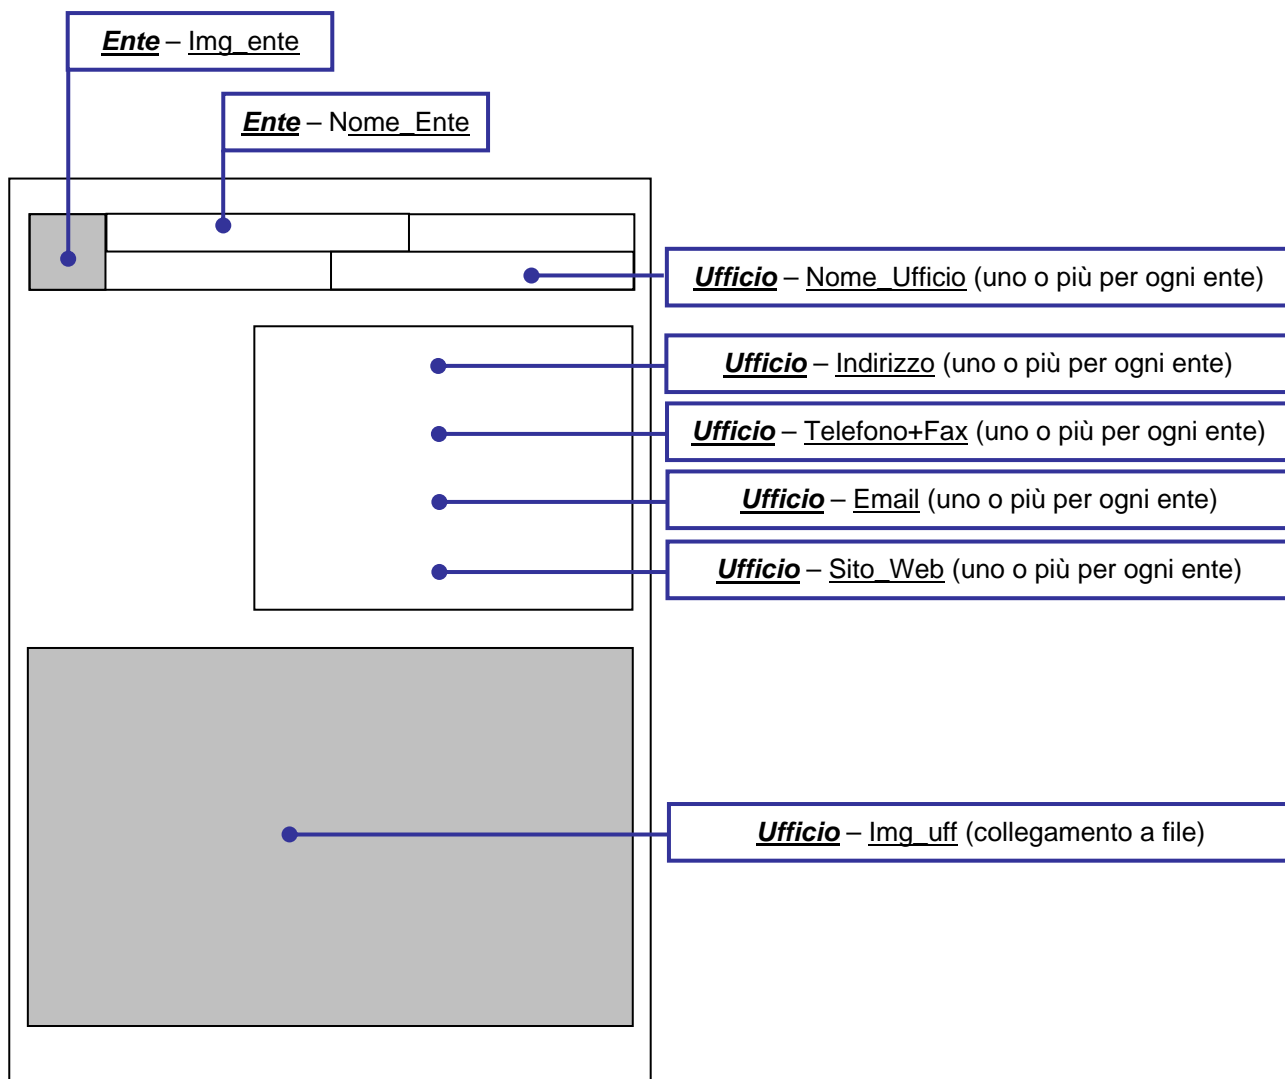 Ente – Img_ente
Ente – Nome_Ente
Ufficio – Nome_Ufficio (uno o più per ogni ente)
Ufficio – Indirizzo (uno o più per ogni ente)
Ufficio – Telefono+Fax (uno o più per ogni ente)
Ufficio – Email (uno o più per ogni ente)
Ufficio – Sito_Web (uno o più per ogni ente)
Ufficio – Img_uff (collegamento a file)